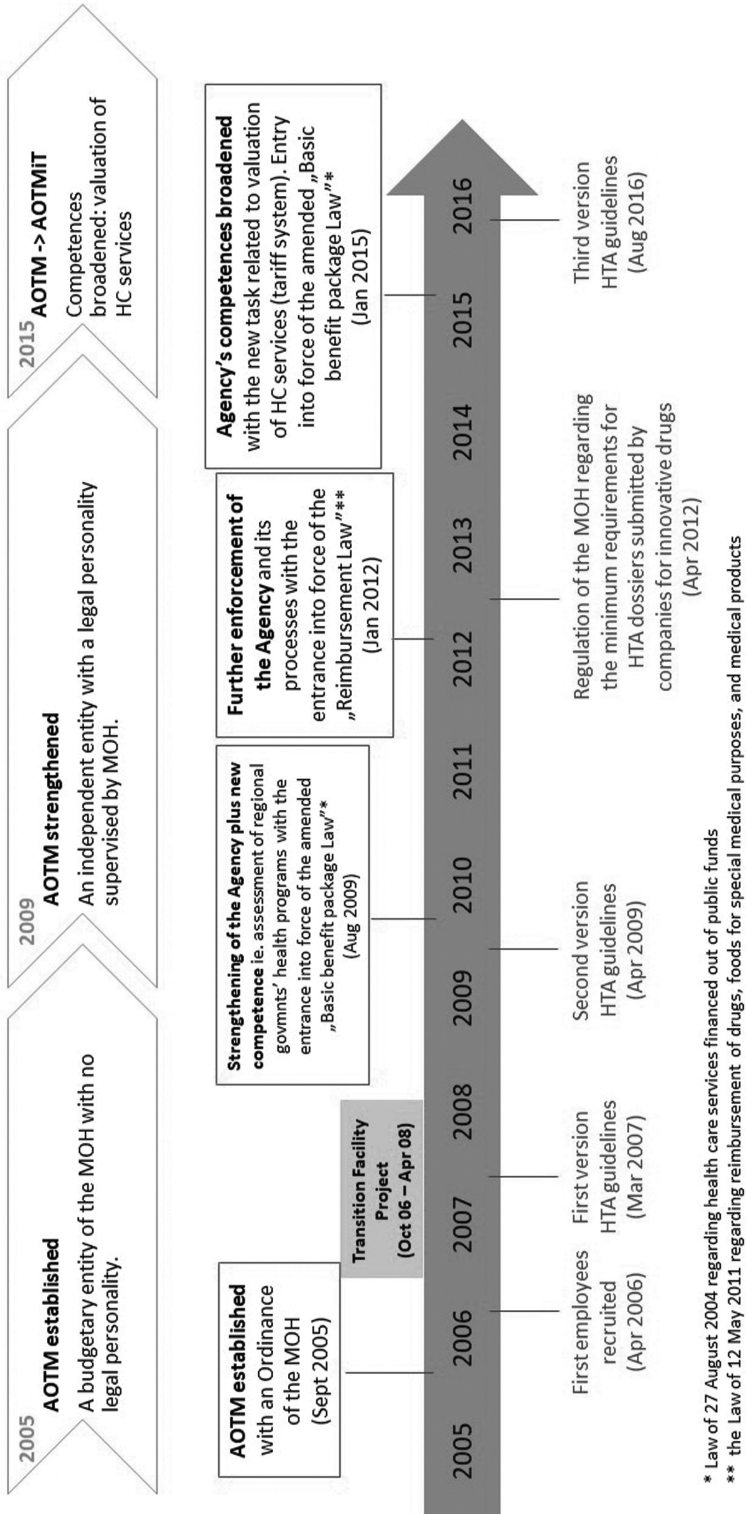 2005
AOTM established
A budgetary entity of the MOH with no
legal personality.
2009
AOTM strengthened
An independent entity with a legal personality
supervised by MOH.
2015
AOTM -> AOTMiT
Competences
broadened: valuation of
HC services
AOTM established
with an Ordinance
of the MOH
(Sept 2005)
Transition Facility
Project
(Oct 06 – Apr 08)
Strengthening of the Agency plus new
competence ie. assessment of regional
govmnts’ health programs with the
entrance into force of the amended
„Basic benefit package Law”*
(Aug 2009)
Further enforcement of
the Agency and its
processes with the
entrance into force of the
„Reimbursement Law”**
(Jan 2012)
Agency’s competences broadened
with the new task related to valuation
of HC services (tariff system). Entry
into force of the amended „Basic
benefit package Law”*
(Jan 2015)
2005 2006 2007 2008 2009 2010 2011 2012 2013 2014 2015 2016
First employees
recruited
(Apr 2006)
First version
HTA guidelines
(Mar 2007)
Second version
HTA guidelines
(Apr 2009)
Regulation of the MOH regarding
the minimum requirements for
HTA dossiers submitted by
companies for innovative drugs
(Apr 2012)
Third version
HTA guidelines
(Aug 2016)
* Law of 27 August 2004 regarding health care services financed out of public funds
** the Law of 12 May 2011 regarding reimbursement of drugs, foods for special medical purposes, and medical products